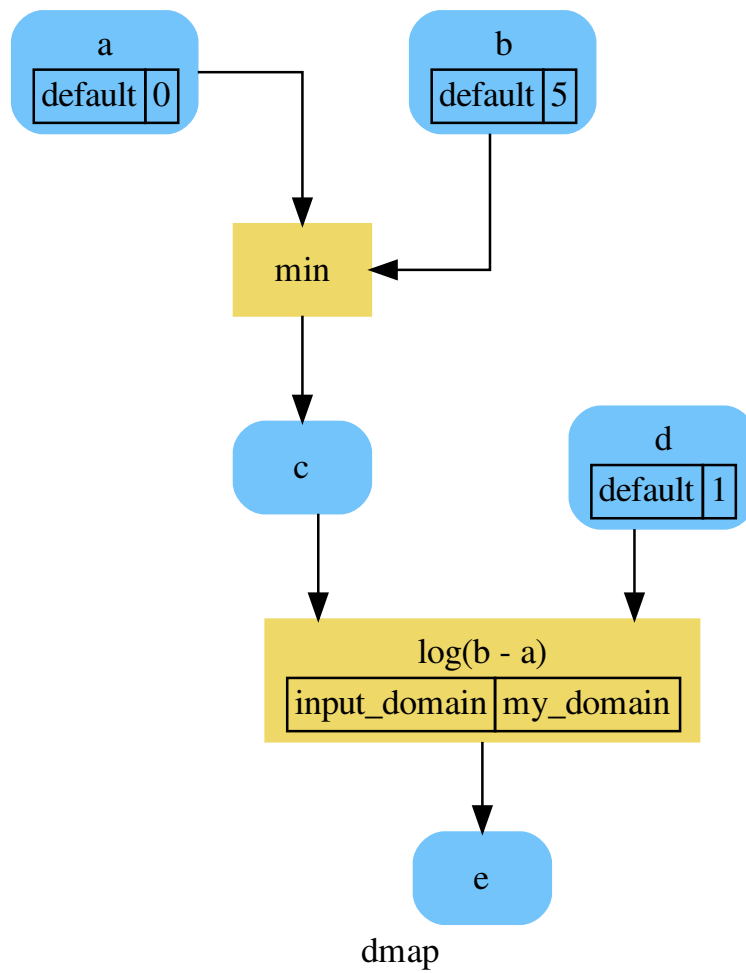 a
default 0
b
default 5
min
c
d
default 1
log(b - a)
input_domain my_domain
e
dmap